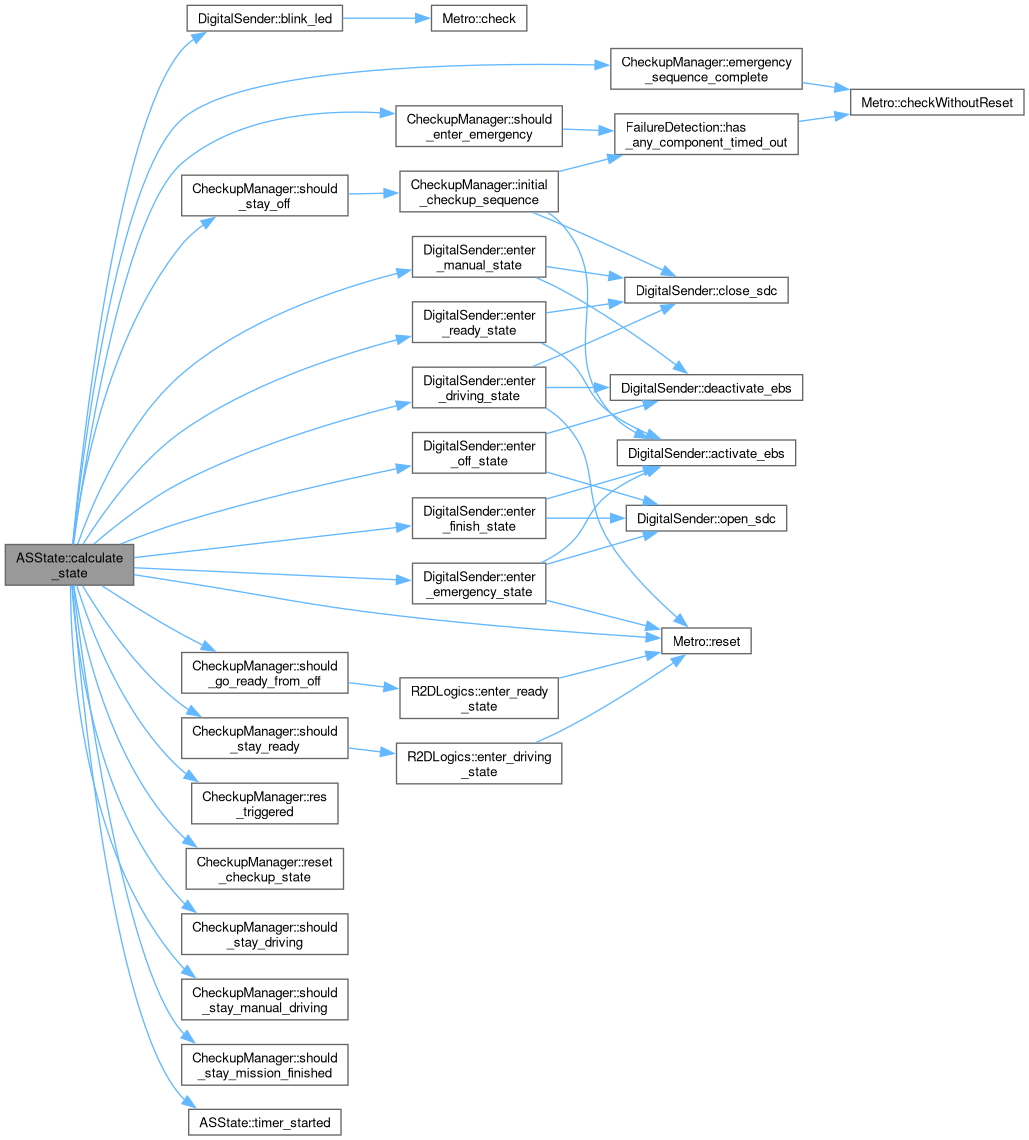 DigitalSender::blink_led
Metro::check
CheckupManager::emergency
_sequence_complete
Metro::checkWithoutReset
CheckupManager::should
_enter_emergency
FailureDetection::has
_any_component_timed_out
CheckupManager::should
_stay_off
CheckupManager::initial
_checkup_sequence
DigitalSender::enter
_manual_state
DigitalSender::close_sdc
DigitalSender::enter
_ready_state
DigitalSender::enter
_driving_state
DigitalSender::deactivate_ebs
DigitalSender::enter
_off_state
DigitalSender::activate_ebs
DigitalSender::enter
_finish_state
DigitalSender::open_sdc
ASState::calculate
_state
DigitalSender::enter
_emergency_state
Metro::reset
CheckupManager::should
_go_ready_from_off
R2DLogics::enter_ready
_state
CheckupManager::should
_stay_ready
R2DLogics::enter_driving
_state
CheckupManager::res
_triggered
CheckupManager::reset
_checkup_state
CheckupManager::should
_stay_driving
CheckupManager::should
_stay_manual_driving
CheckupManager::should
_stay_mission_finished
ASState::timer_started